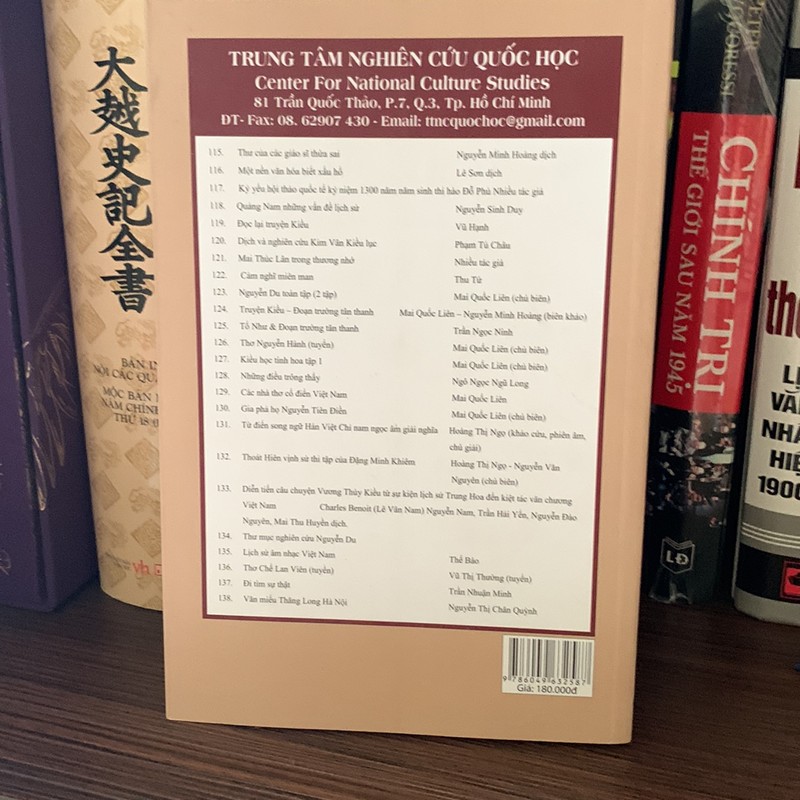 TRUNG TÂM NGHIÊN CỨU QUỐC HỌC
Center For National Culture Studies
81 Trần Quốc Thảo, P.7, Q.3, Tp. Hồ Chí Minh
ĐT- Fax: 08. 62907 430 - Email: ttncquochoc@gmail.com
115. Thư của các giáo sĩ thừa sai Nguyễn Minh Hoàng dịch
116. Một nền văn hóa biết xấu hổ Lê Sơn dịch
117. Kỷ yếu hội thảo quốc tế kỷ niệm 1300 năm năm sinh thi hào Đỗ Phủ Nhiều tác giả
118. Quảng Nam những vấn đề lịch sử Nguyễn Sinh Duy
119. Đọc lại truyện Kiều Vũ Hạnh
120. Dịch và nghiên cứu Kim Vân Kiều lục Phạm Tú Châu
121. Mai Thúc Lân trong thương nhớ Nhiều tác giả
122. Cảm nghĩ miên man Thu Tứ
123. Nguyễn Du toàn tập (2 tập) Mai Quốc Liên (chủ biên)
124. Truyện Kiều – Đoạn trường tân thanh Mai Quốc Liên – Nguyễn Minh Hoàng (biên khảo)
125. Tố Như & Đoạn trường tân thanh Trần Ngọc Ninh
126. Thơ Nguyễn Hành (tuyển) Mai Quốc Liên (chủ biên)
127. Kiều học tinh hoa tập 1 Mai Quốc Liên (chủ biên)
128. Những điều trông thấy Ngô Ngọc Ngũ Long
129. Các nhà thơ cổ điển Việt Nam Mai Quốc Liên
130. Gia phả họ Nguyễn Tiên Điền Mai Quốc Liên (chủ biên)
131. Từ điển song ngữ Hán Việt Chỉ nam ngọc âm giải nghĩa Hoàng Thị Ngọ (khảo cứu, phiên âm,
chú giải)
132. Thoát Hiên vịnh sử thi tập của Đặng Minh Khiêm Hoàng Thị Ngọ - Nguyễn Văn
Nguyên (chủ biên)
133. Diễn tiến câu chuyện Vương Thúy Kiều từ sự kiện lịch sử Trung Hoa đến kiệt tác văn chương
Việt Nam Charles Benoit (Lê Vân Nam) Nguyễn Nam, Trần Hải Yến, Nguyễn Đào
Nguyên, Mai Thu Huyền dịch.
134. Thư mục nghiên cứu Nguyễn Du
135. Lịch sử âm nhạc Việt Nam Thế Bảo
136. Thơ Chế Lan Viên (tuyển) Vũ Thị Thường (tuyển)
137. Đi tìm sự thật Trần Nhuận Minh
138. Văn miếu Thăng Long Hà Nội Nguyễn Thị Chân Quỳnh
9 786049 632587
Giá: 180.000đ
大越史記全書
NỘI CÁC QU
MỘC BẢN
NĂM CHÍNH
CHÍNH TRỊ
THẾ GIỚI SAU NĂM 1945
LĐ
VĂ
NHÀ
HIỆ
1900